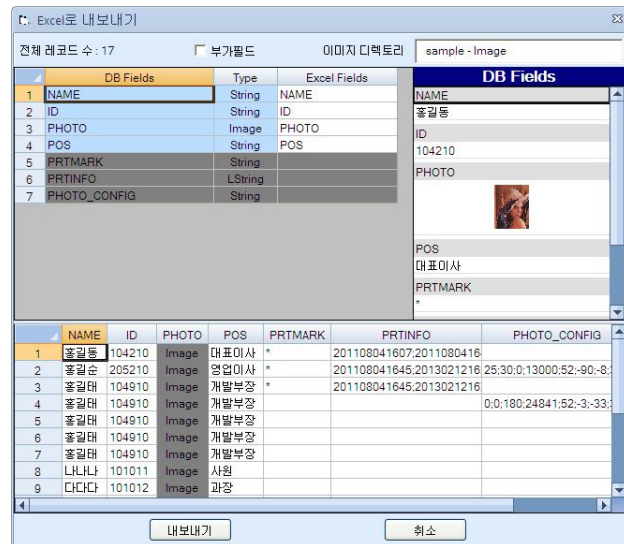 Excel로 내보내기
전체 레코드 수 : 17 부가필드 이미지 디렉토리 sample - Image
DB Fields Type Excel Fields
1 NAME String NAME
2 ID String ID
3 PHOTO Image PHOTO
4 POS String POS
5 PRTMARK String
6 PRTINFO LString
7 PHOTO_CONFIG String
DB Fields
NAME
홍길동
ID
104210
PHOTO
POS
대표이사
PRTMARK
*
NAME ID PHOTO POS PRTMARK PRTINFO PHOTO_CONFIG
1 홍길동 104210 Image 대표이사 * 201108041607;2011080416
2 홍길순 205210 Image 영업이사 * 201108041645;2013021216 25;30;0;13000;52;-90;-8;
3 홍길태 104910 Image 개발부장 * 201108041645;2013021216
4 홍길태 104910 Image 개발부장 0;0;180;24841;52;-3;-33;
5 홍길태 104910 Image 개발부장
6 홍길태 104910 Image 개발부장
7 홍길태 104910 Image 개발부장
8 나나나 101011 Image 사원
9 다다다 101012 Image 과장
내보내기 취소